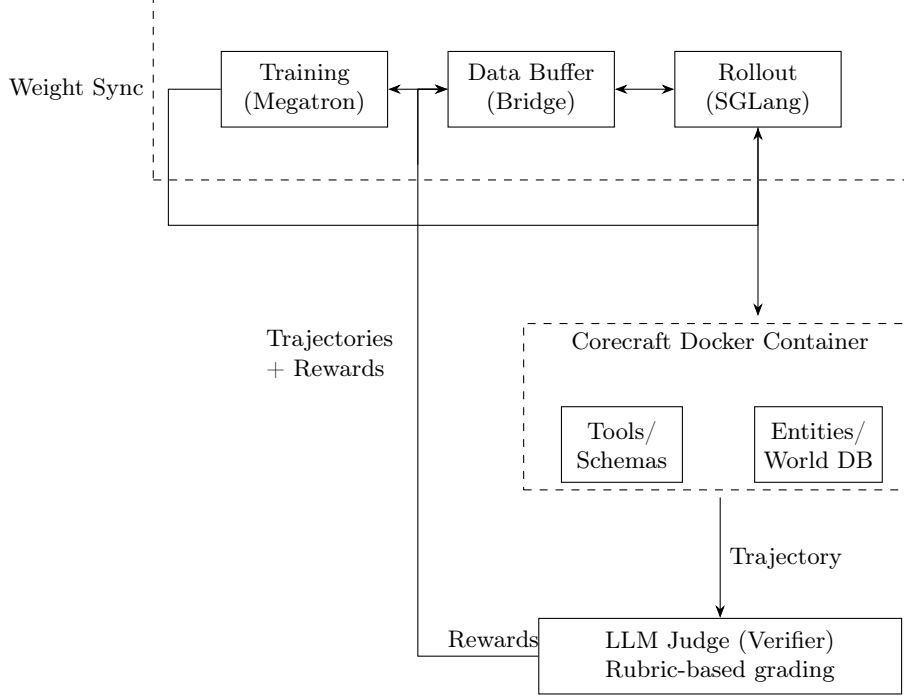 Weight Sync
Training
(Megatron)
Data Buffer
(Bridge)
Rollout
(SGLang)
Trajectories
+ Rewards
Corecraft Docker Container
Tools/
Schemas
Entities/
World DB
Trajectory
Rewards
LLM Judge (Verifier)
Rubric-based grading